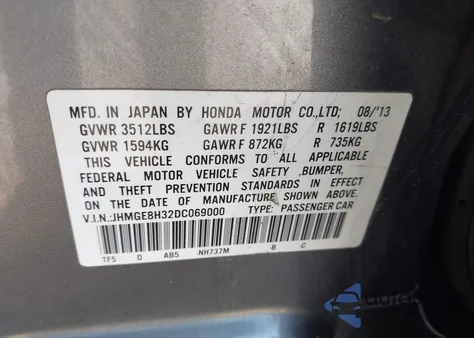 MFD. IN JAPAN BY HONDA MOTOR CO.,LTD; 08/'13
GVWR 3512LBS GAWR F 1921LBS R 1619LBS
GVWR 1594KG GAWR F 872KG R 735KG
THIS VEHICLE CONFORMS TO ALL APPLICABLE
FEDERAL MOTOR VEHICLE SAFETY ,BUMPER,
AND THEFT PREVENTION STANDARDS IN EFFECT
ON THE DATE OF MANUFACTURE SHOWN ABOVE.
V.I.N.:JHMGE8H32DC069000 TYPE: PASSENGER CAR
TF5 D AB5 -NH737M -B -C